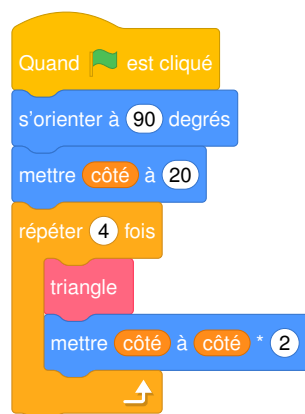 Quand est cliqué
s'orienter à 90 degrés
mettre côté à 20
répéter 4 fois
triangle
mettre côté à côté * 2